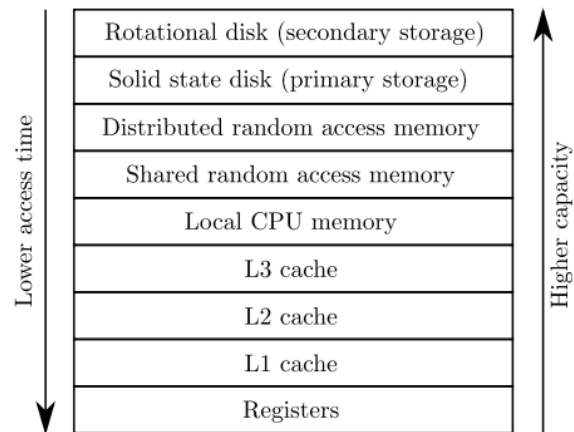 Rotational disk (secondary storage)
Solid state disk (primary storage)
Distributed random access memory
Shared random access memory
Local CPU memory
L3 cache
L2 cache
L1 cache
Registers
Lower access time
Higher capacity